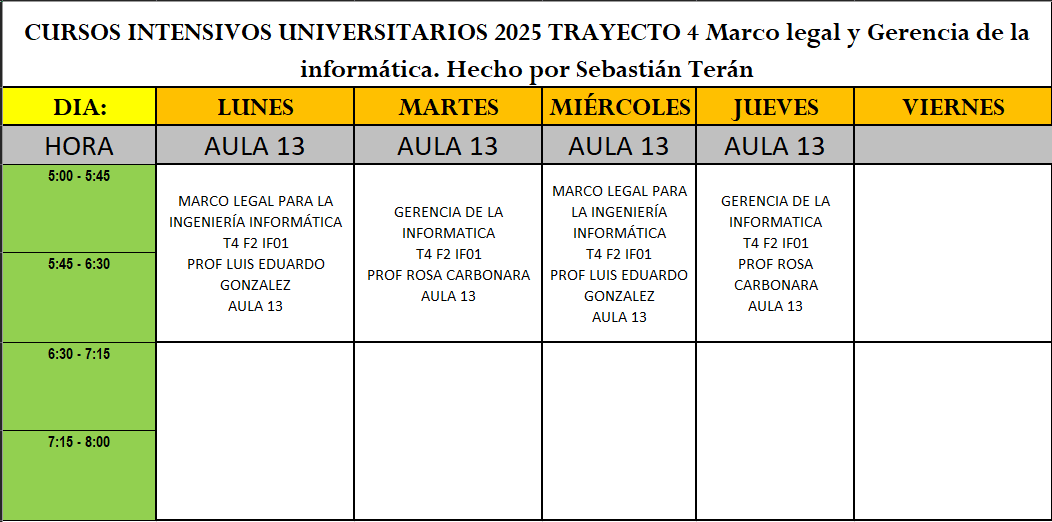 CURSOS INTENSIVOS UNIVERSITARIOS 2025 TRAYECTO 4 Marco legal y Gerencia de la
informática. Hecho por Sebastián Terán
DIA:
LUNES
MARTES
MIÉRCOLES
JUEVES
VIERNES
HORA
AULA 13
AULA 13
AULA 13
AULA 13
5:00 - 5:45
5:45 - 6:30
MARCO LEGAL PARA LA
INGENIERÍA INFORMÁTICA
T4 F2 IF01
PROF LUIS EDUARDO
GONZALEZ
AULA 13
GERENCIA DE LA
INFORMATICA
T4 F2 IF01
PROF ROSA CARBONARA
AULA 13
MARCO LEGAL PARA
LA INGENIERÍA
INFORMÁTICA
T4 F2 IF01
PROF LUIS EDUARDO
GONZALEZ
AULA 13
GERENCIA DE LA
INFORMATICA
T4 F2 IF01
PROF ROSA
CARBONARA
AULA 13
6:30 - 7:15
7:15 - 8:00